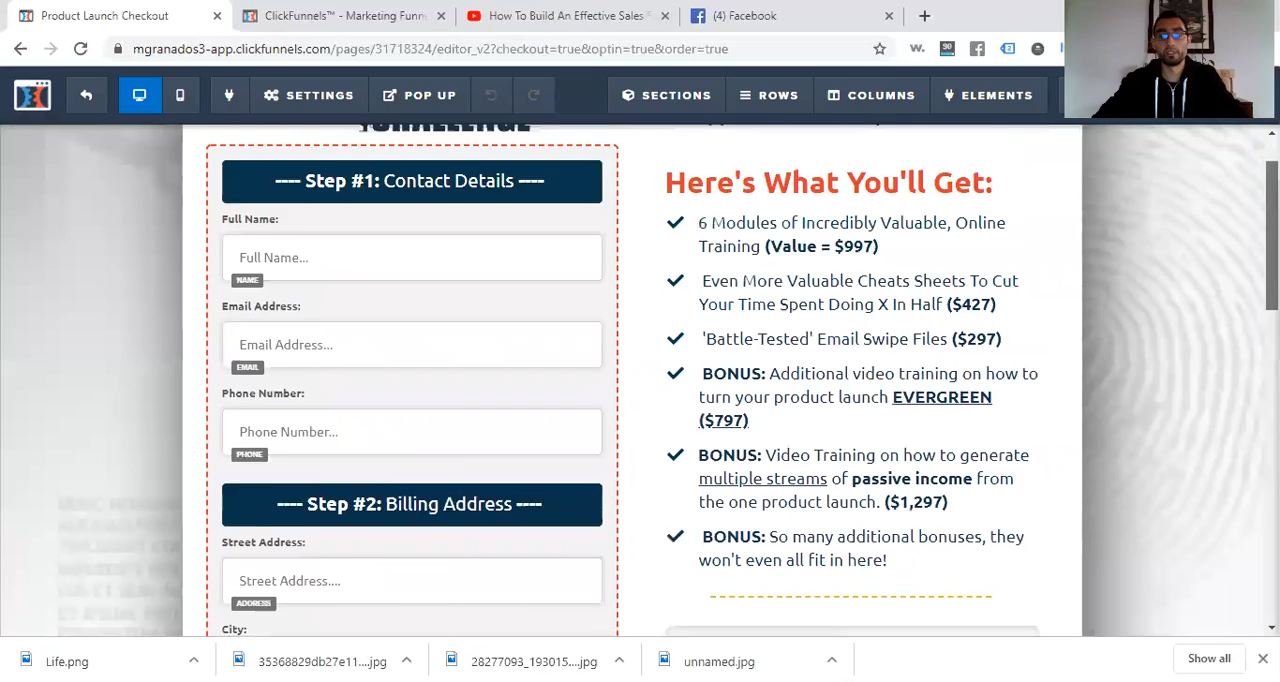 Product Launch Checkout
ClickFunnels™ - Marketing Funn
How To Build An Effective Sales
(4) Facebook
mgranados3-app.clickfunnels.com/pages/31718324/editor_v2?checkout=true&optin=true&order=true
w.
90
SETTINGS
POP UP
SECTIONS
ROWS
COLUMNS
ELEMENTS
CHALLENGE
---- Step #1: Contact Details ----
Full Name:
Full Name...
NAME
Email Address:
Email Address...
EMAIL
Phone Number:
Phone Number...
PHONE
---- Step #2: Billing Address ----
Street Address:
Street Address....
ADDRESS
City:
Here's What You'll Get:
6 Modules of Incredibly Valuable, Online
Training (Value = $997)
Even More Valuable Cheats Sheets To Cut
Your Time Spent Doing X In Half ($427)
'Battle-Tested' Email Swipe Files ($297)
BONUS: Additional video training on how to
turn your product launch EVERGREEN
($797)
BONUS: Video Training on how to generate
multiple streams of passive income from
the one product launch. ($1,297)
BONUS: So many additional bonuses, they
won't even all fit in here!
Life.png
35368829db27e11....jpg
28277093_193015....jpg
unnamed.jpg
Show all